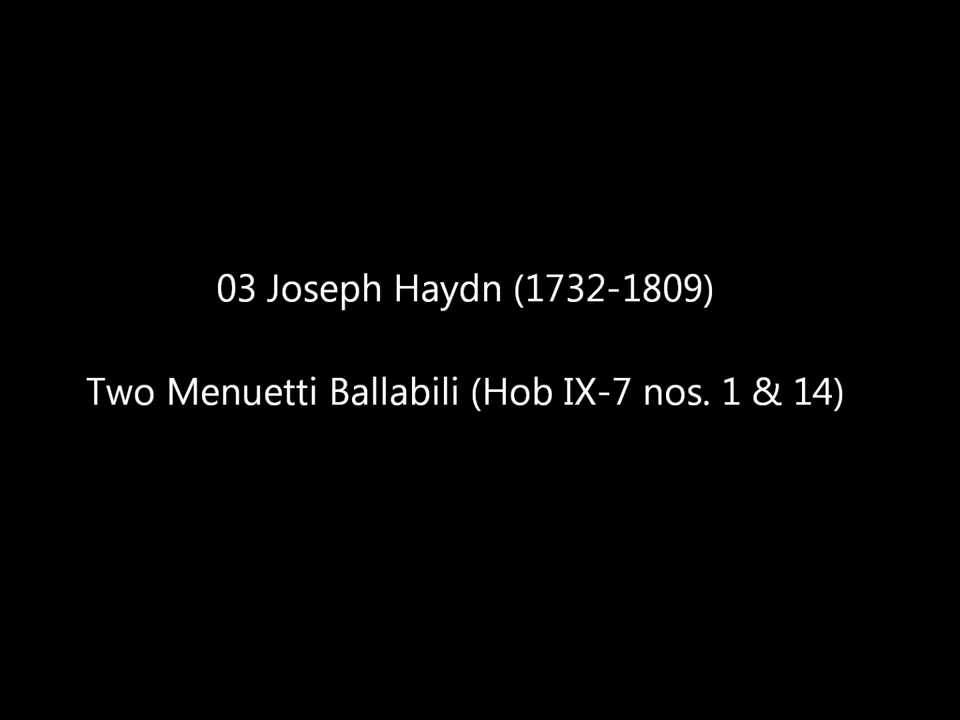 03 Joseph Haydn (1732-1809)
Two Menuetti Ballabili (Hob IX-7 nos. 1 & 14)